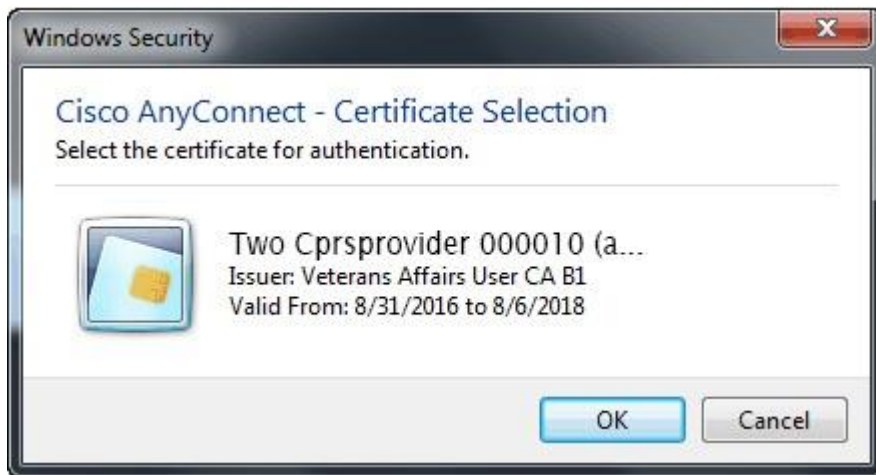 Windows Security
Cisco AnyConnect - Certificate Selection
Select the certificate for authentication.
Two Cprsprovider 000010 (a...
Issuer: Veterans Affairs User CA B1
Valid From: 8/31/2016 to 8/6/2018
OK
Cancel